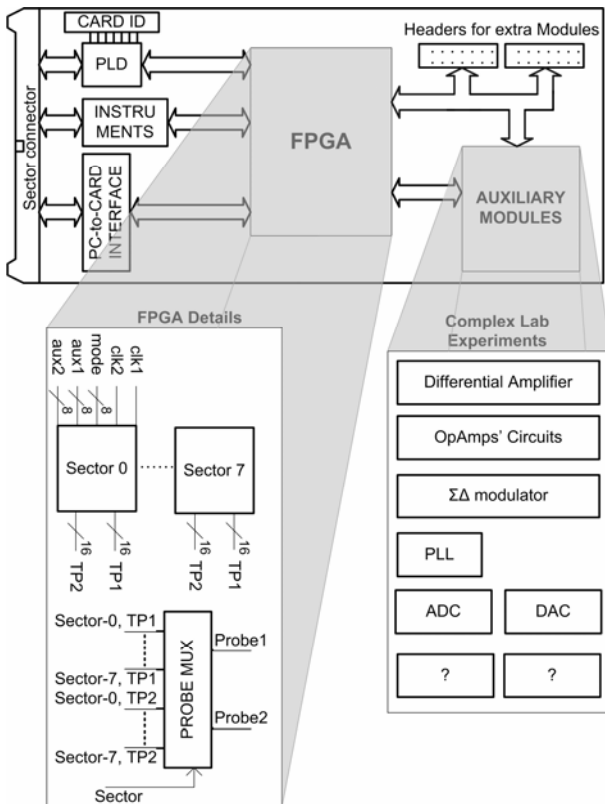 CARD ID
Headers for extra Modules
PLD
INSTRU
MENTS
FPGA
Sector connector
PC-to-CARD
INTERFACE
AUXILIARY
MODULES
FPGA Details
aux2
aux1
mode
clk2
clk1
8
8
8
Sector 0
Sector 7
16
16
16
16
TP2
TP1
TP2
TP1
Sector-0, TP1
Sector-7, TP1
Sector-0, TP2
Sector-7, TP2
PROBE MUX
Probe1
Probe2
Sector
Complex Lab
Experiments
Differential Amplifier
OpAmps' Circuits
ΣΔ modulator
PLL
ADC
DAC
?
?